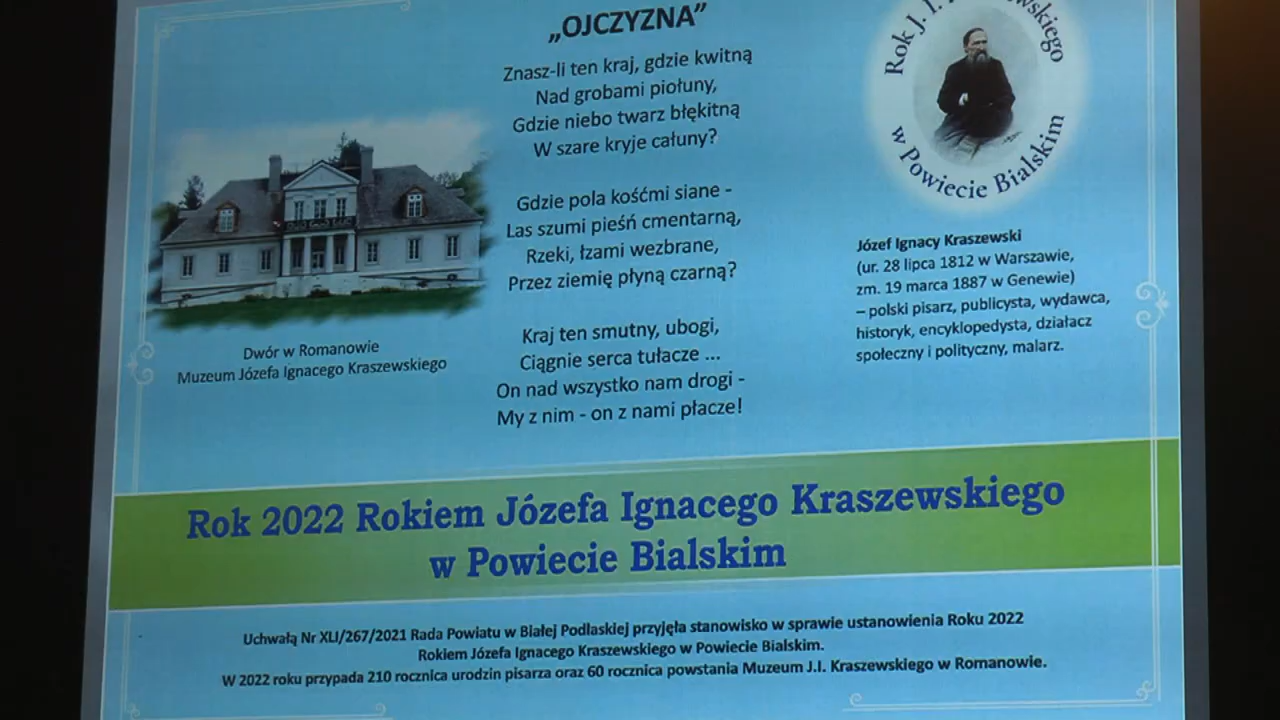 „OJCZYZNA”
Znasz-li ten kraj, gdzie kwitną
Nad grobami piołuny,
Gdzie niebo twarz błękitną
W szare kryje całuny?
Gdzie pola kośćmi siane -
Las szumi pieśń cmentarną,
Rzeki, łzami wezbrane,
Przez ziemię płyną czarną?
Kraj ten smutny, ubogi,
Ciągnie serca tułacze ...
On nad wszystko nam drogi -
My z nim - on z nami płacze!
Dwór w Romanowie
Muzeum Józefa Ignacego Kraszewskiego
Rok J. I.
w Powiecie Bialskim
Józef Ignacy Kraszewski
(ur. 28 lipca 1812 w Warszawie,
zm. 19 marca 1887 w Genewie)
– polski pisarz, publicysta, wydawca,
historyk, encyklopedysta, działacz
społeczny i polityczny, malarz.
Rok 2022 Rokiem Józefa Ignacego Kraszewskiego
w Powiecie Bialskim
Uchwałą Nr XLI/267/2021 Rada Powiatu w Białej Podlaskiej przyjęła stanowisko w sprawie ustanowienia Roku 2022
Rokiem Józefa Ignacego Kraszewskiego w Powiecie Bialskim.
W 2022 roku przypada 210 rocznica urodzin pisarza oraz 60 rocznica powstania Muzeum J.I. Kraszewskiego w Romanowie.